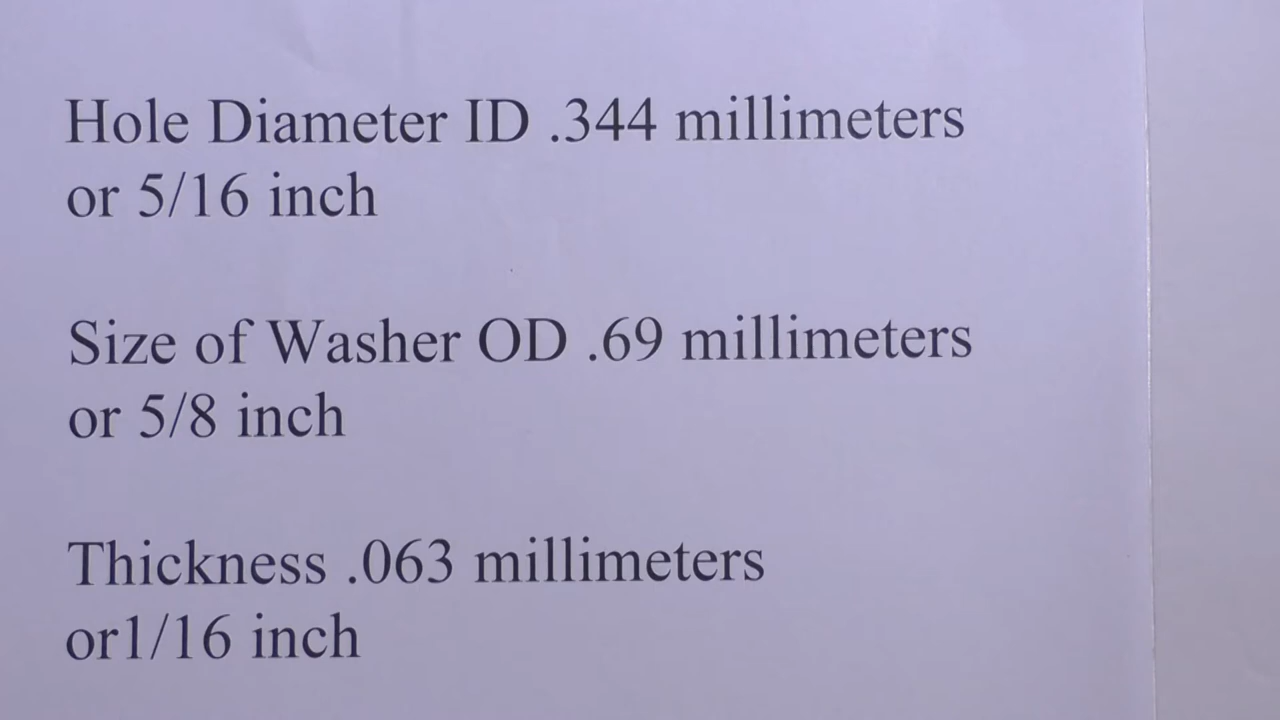 Hole Diameter ID .344 millimeters
or 5/16 inch
Size of Washer OD .69 millimeters
or 5/8 inch
Thickness .063 millimeters
or1/16 inch